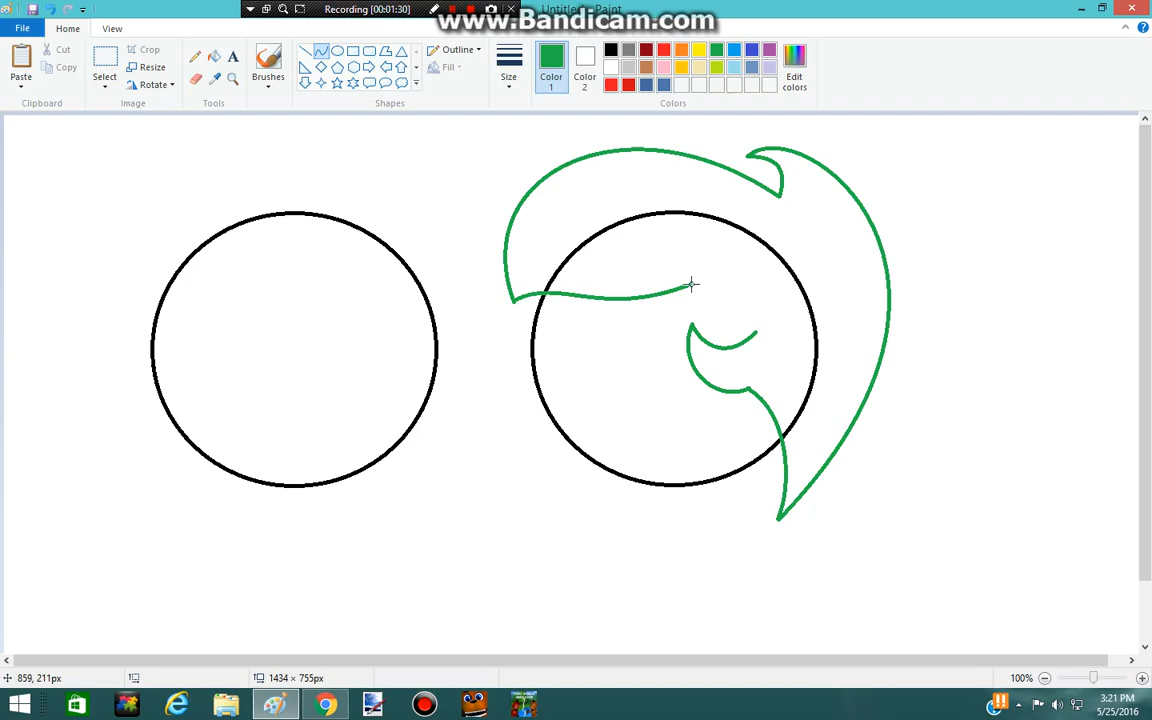 Recording [00:01:30]
Untitled - Paint
www.Bandicam.com
File
Home
View
Paste
Cut
Copy
Clipboard
Select
Crop
Resize
Rotate
Image
Tools
Brushes
Outline
Fill
Shapes
Size
Color
1
Color
2
Edit
colors
Colors
859, 211px
1434 × 755px
100%
3:21 PM
5/25/2016